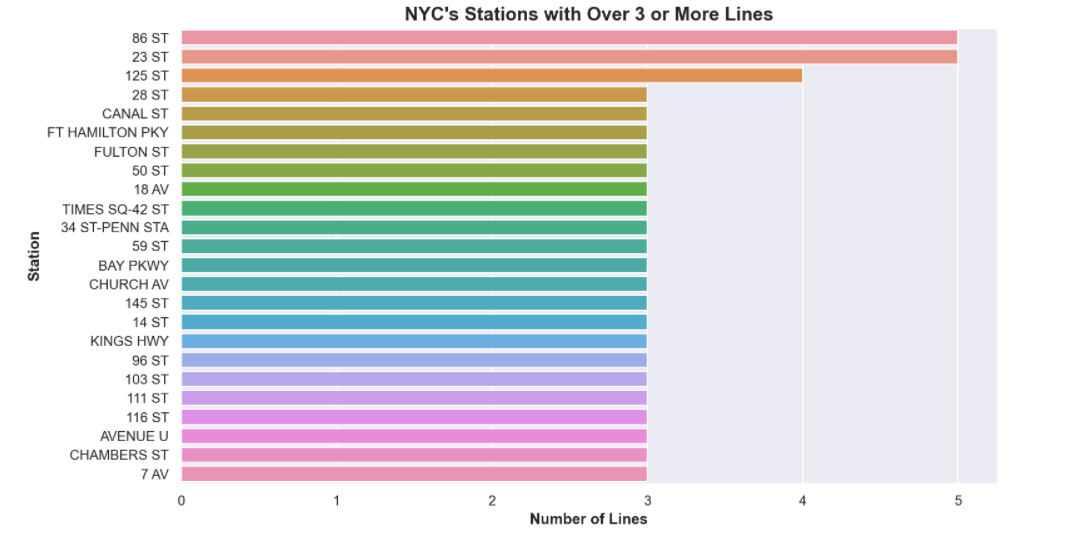 NYC's Stations with Over 3 or More Lines
86 ST
23 ST
125 ST
28 ST
CANAL ST
FT HAMILTON PKY
FULTON ST
50 ST
18 AV
TIMES SQ-42 ST
34 ST-PENN STA
59 ST
BAY PKWY
CHURCH AV
145 ST
14 ST
KINGS HWY
96 ST
103 ST
111 ST
116 ST
AVENUE U
CHAMBERS ST
7 AV
Station
0 1 2 3 4 5
Number of Lines